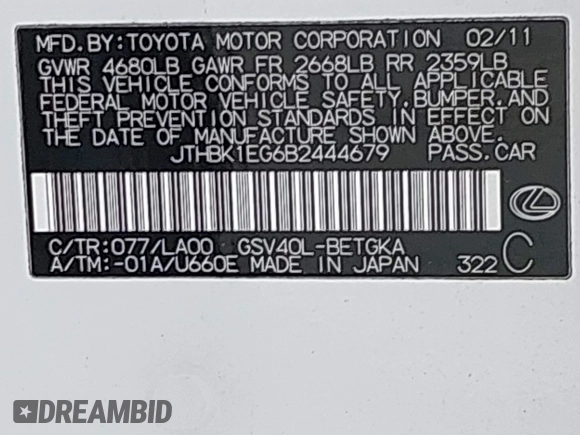 MFD.BY:TOYOTA MOTOR CORPORATION 02/11
GVWR 4680LB GAWR FR 2668LB RR 2359LB
THIS VEHICLE CONFORMS TO ALL APPLICABLE
FEDERAL MOTOR VEHICLE SAFETY, BUMPER, AND
THEFT PREVENTION STANDARDS IN EFFECT ON
THE DATE OF MANUFACTURE SHOWN ABOVE.
JTHBK1EG6B2444679 PASS.CAR
C/TR:077/LA00 GSV40L-BETGKA
A/TM:-01A/U660E MADE IN JAPAN 322 C
DREAMBID